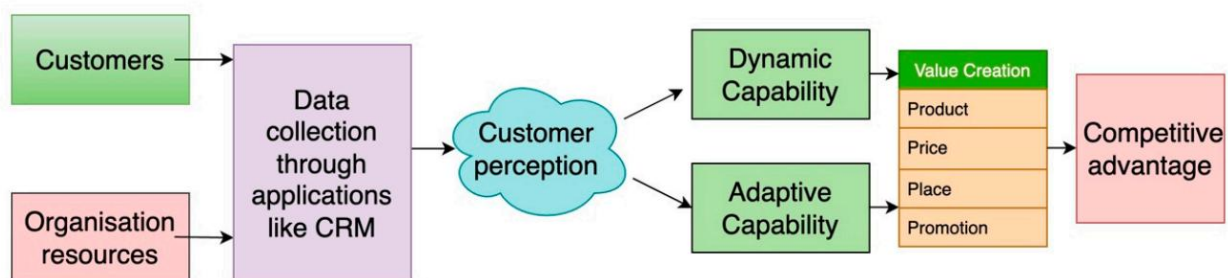 Customers
Organisation
resources
Data
collection
through
applications
like CRM
Customer
perception
Dynamic
Capability
Adaptive
Capability
Value Creation
Product
Price
Place
Promotion
Competitive
advantage